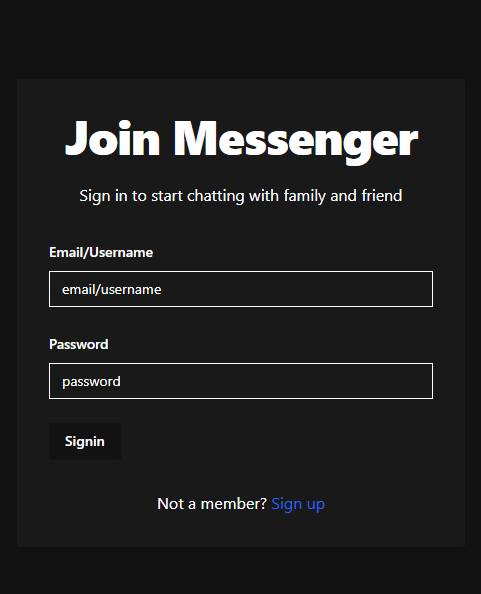 Join Messenger
Sign in to start chatting with family and friend
Email/Username
email/username
Password
password
Signin
Not a member? Sign up